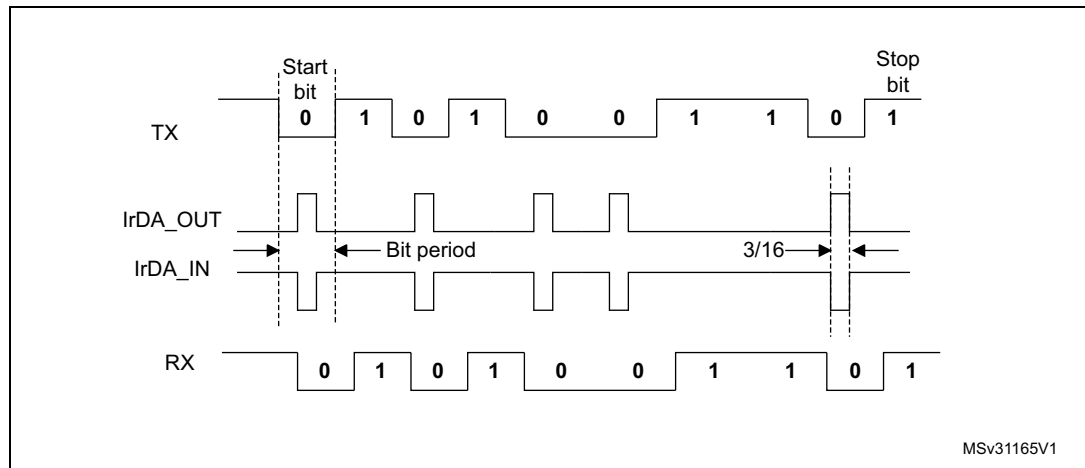 Start bit
Stop bit
TX 0 1 0 1 0 0 1 1 0 1
IrDA_OUT
Bit period 3/16
IrDA_IN
RX 0 1 0 1 0 0 1 1 0 1
MSv31165V1